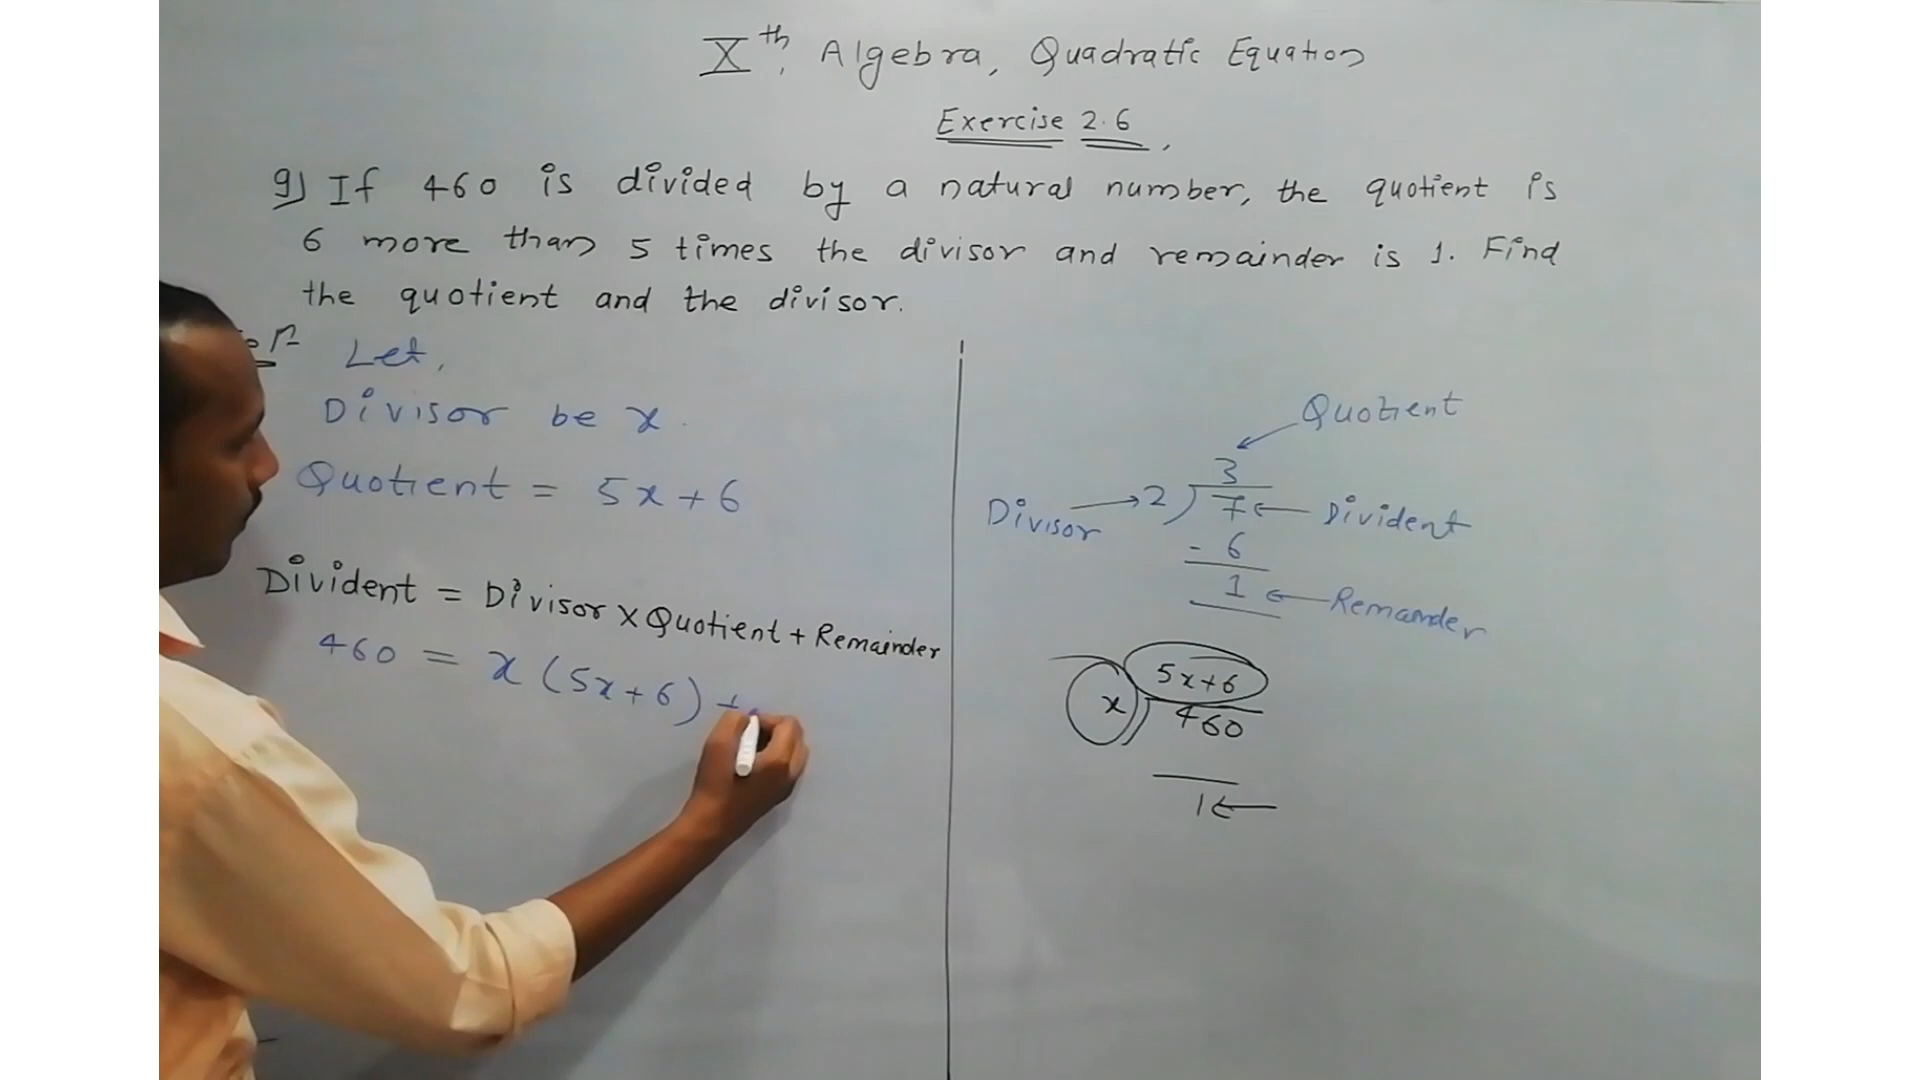 Xth, Algebra, Quadratic Equation
Exercise 2.6
9) If 460 is divided by a natural number, the quotient is
6 more than 5 times the divisor and remainder is 1. Find
the quotient and the divisor.
Let,
Divisor be x.
Quotient = 5x+6
Divident = Divisor x Quotient + Remainder
460 = x (5x+6) +
Quotient
3
Divisor → 2) 7 ← Divident
- 6
1 ← Remainder
5x+6
x) 460
1 ←